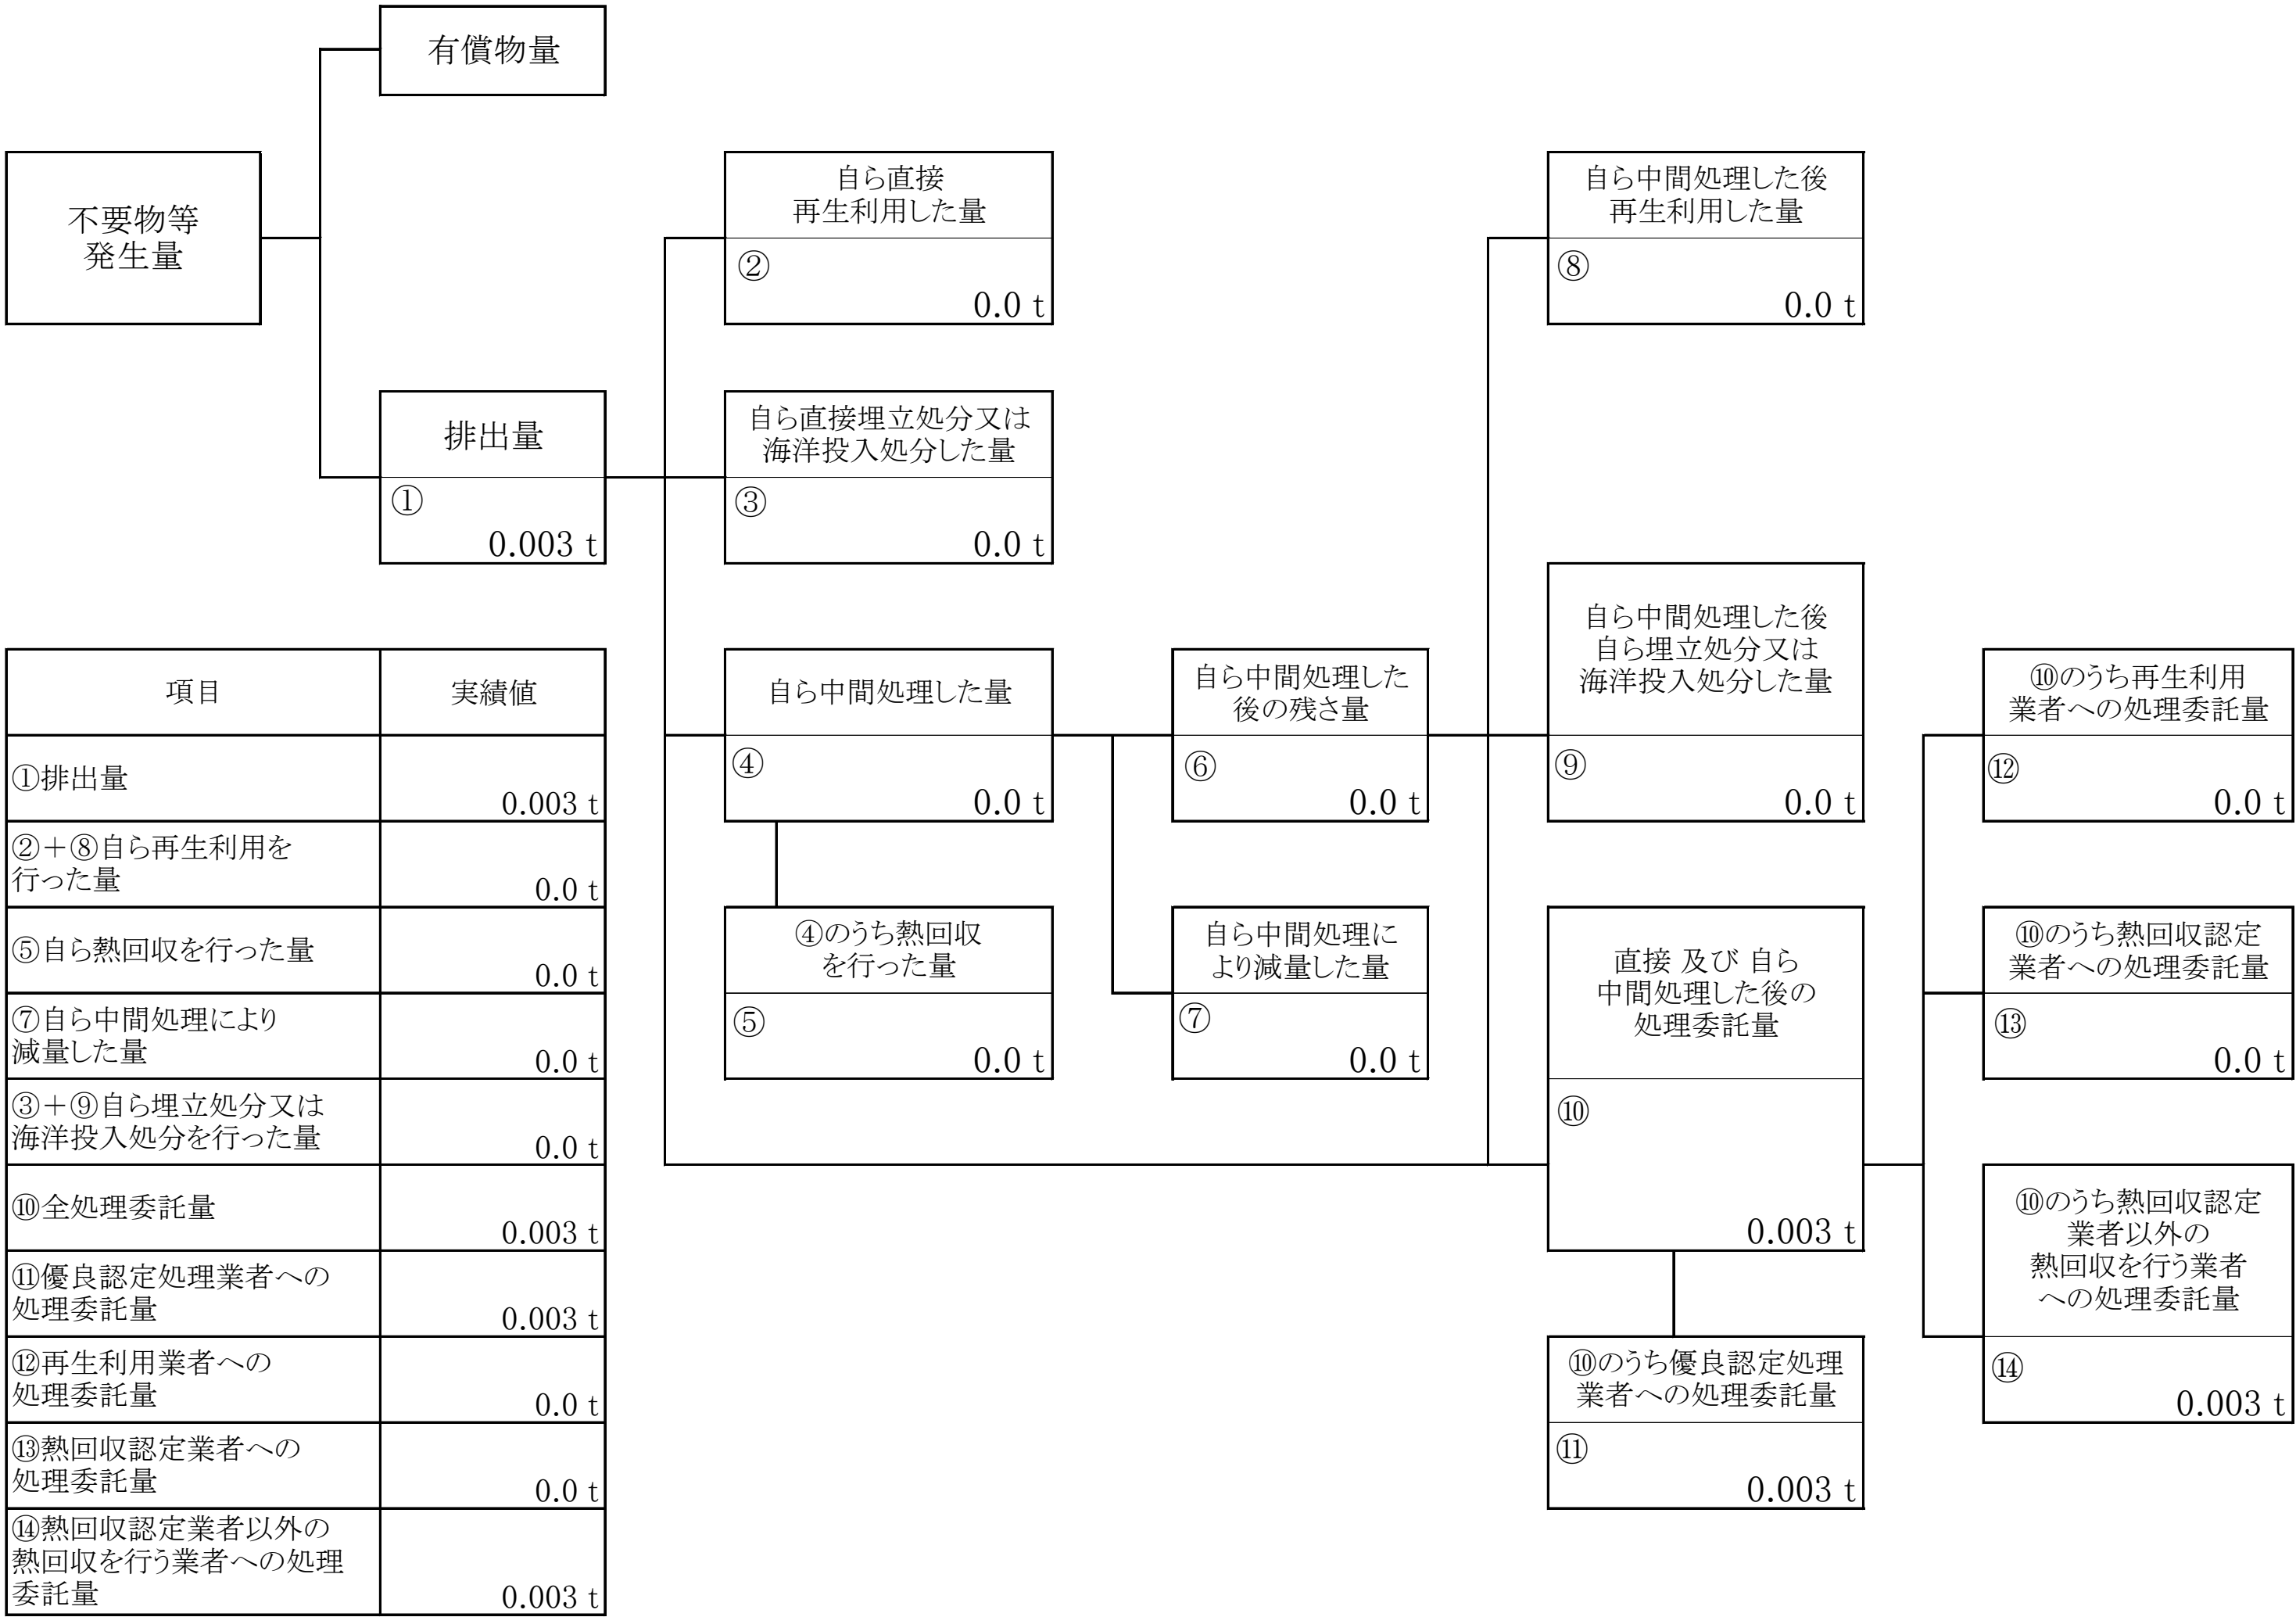 有償物量
不要物等
発生量
自ら直接
再生利用した量
②
0.0 t
自ら中間処理した後
再生利用した量
⑧
0.0 t
排出量
①
0.003 t
自ら直接埋立処分又は
海洋投入処分した量
③
0.0 t
自ら中間処理した量
④
0.0 t
自ら中間処理した
後の残さ量
⑥
0.0 t
自ら中間処理した後
自ら埋立処分又は
海洋投入処分した量
⑨
0.0 t
⑩のうち再生利用
業者への処理委託量
⑫
0.0 t
④のうち熱回収
を行った量
⑤
0.0 t
自ら中間処理に
より減量した量
⑦
0.0 t
直接 及び 自ら
中間処理した後の
処理委託量
⑩
0.003 t
⑩のうち熱回収認定
業者への処理委託量
⑬
0.0 t
⑩のうち熱回収認定
業者以外の
熱回収を行う業者
への処理委託量
⑭
0.003 t
⑩のうち優良認定処理
業者への処理委託量
⑪
0.003 t
項目 実績値
①排出量
0.003 t
②＋⑧自ら再生利用を
行った量
0.0 t
⑤自ら熱回収を行った量
0.0 t
⑦自ら中間処理により
減量した量
0.0 t
③＋⑨自ら埋立処分又は
海洋投入処分を行った量
0.0 t
⑩全処理委託量
0.003 t
⑪優良認定処理業者への
処理委託量
0.003 t
⑫再生利用業者への
処理委託量
0.0 t
⑬熱回収認定業者への
処理委託量
0.0 t
⑭熱回収認定業者以外の
熱回収を行う業者への処理
委託量
0.003 t